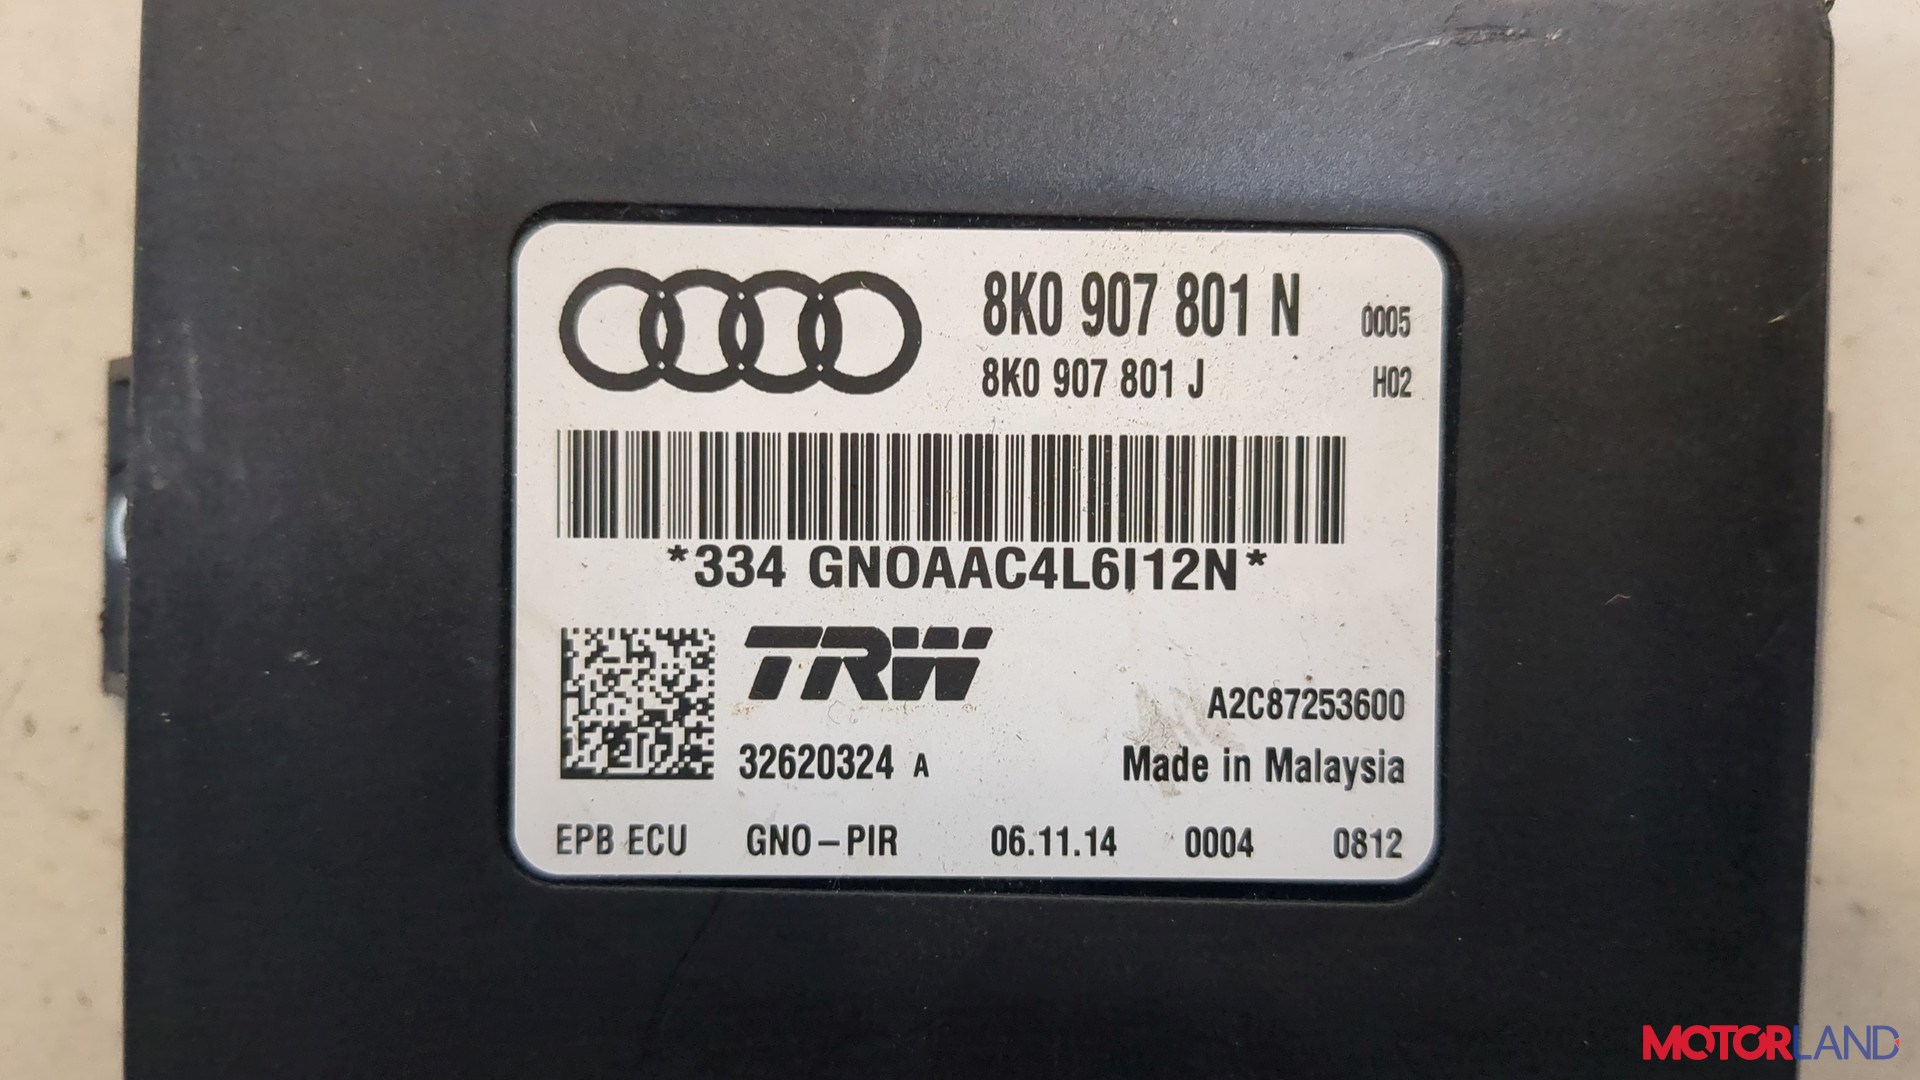 8K0 907 801 N 0005
8K0 907 801 J H02
*334 GNOAAC4L6I12N*
TRW
A2C87253600
32620324 A Made in Malaysia
EPB ECU GNO-PIR 06.11.14 0004 0812
MOTORLAND